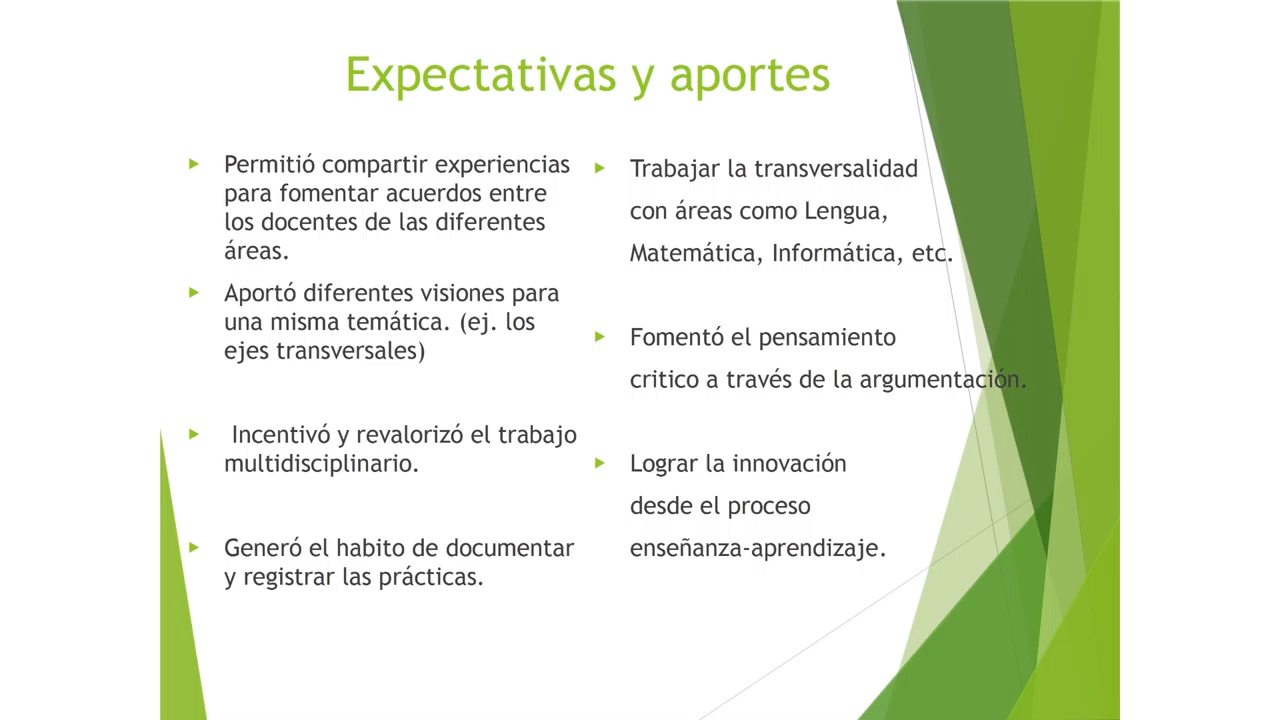 Expectativas y aportes
Permitió compartir experiencias
para fomentar acuerdos entre
los docentes de las diferentes
áreas.
Aportó diferentes visiones para
una misma temática. (ej. los
ejes transversales)
Incentivó y revalorizó el trabajo
multidisciplinario.
Generó el habito de documentar
y registrar las prácticas.
Trabajar la transversalidad
con áreas como Lengua,
Matemática, Informática, etc.
Fomentó el pensamiento
critico a través de la argumentación.
Lograr la innovación
desde el proceso
enseñanza-aprendizaje.